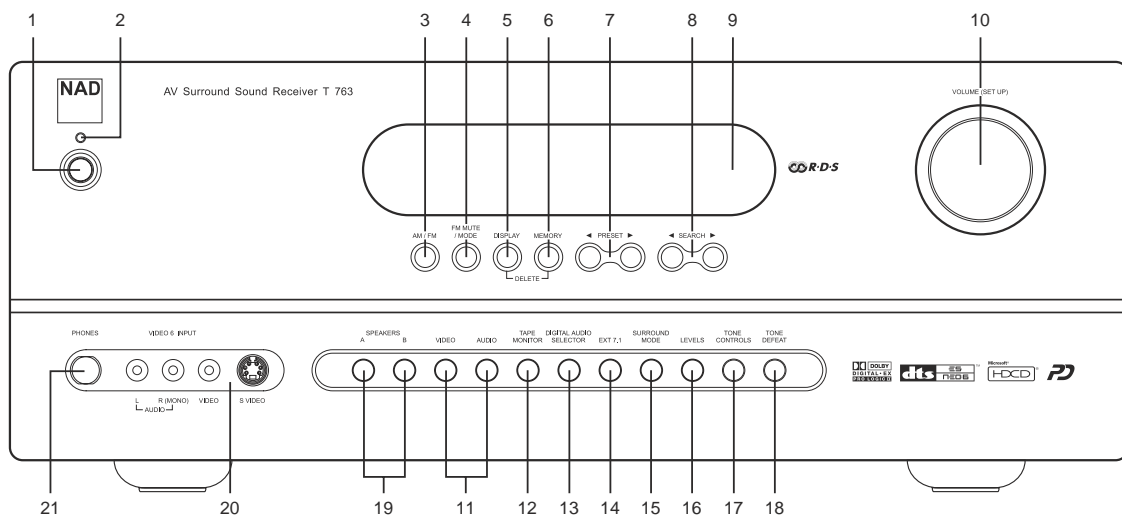 1 2 3 4 5 6 7 8 9 10
NAD
AV Surround Sound Receiver T 763
VOLUME (SET UP)
R·D·S
AM / FM
FM MUTE
/ MODE
DISPLAY
MEMORY
◄ PRESET ►
◄ SEARCH ►
DELETE
PHONES
VIDEO 6 INPUT
SPEAKERS
A B
VIDEO
AUDIO
TAPE
MONITOR
DIGITAL AUDIO
SELECTOR
EXT 7,1
SURROUND
MODE
LEVELS
TONE
CONTROLS
TONE
DEFEAT
L R (MONO)
AUDIO
VIDEO
S VIDEO
DOLBY
DIGITAL·EX
PRO LOGIC II
dts
ES
NEO:6
™
Microsoft®
HDCD®
PD
21 20 19 11 12 13 14 15 16 17 18